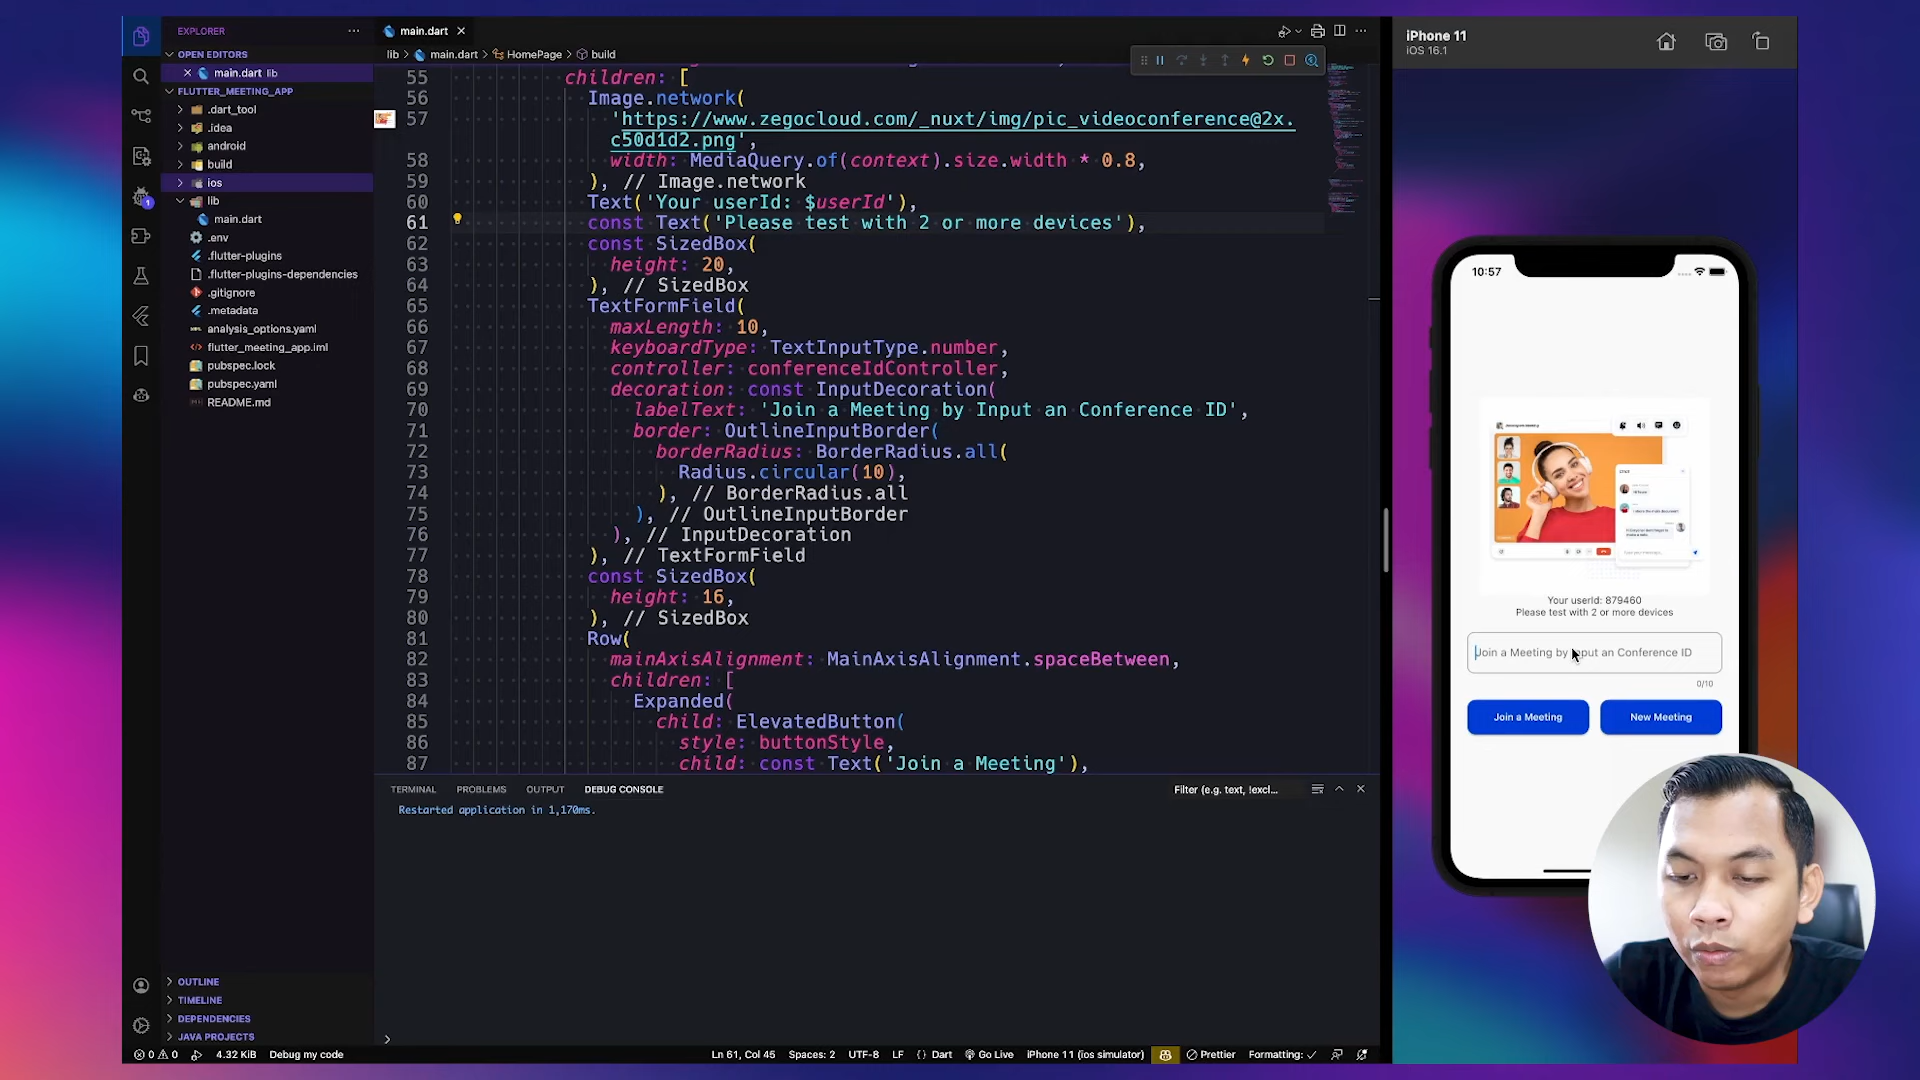 EXPLORER
OPEN EDITORS
main.dart lib
FLUTTER_MEETING_APP
.dart_tool
.idea
android
build
ios
lib
main.dart
.env
.flutter-plugins
.flutter-plugins-dependencies
.gitignore
.metadata
analysis_options.yaml
flutter_meeting_app.iml
pubspec.lock
pubspec.yaml
README.md
OUTLINE
TIMELINE
DEPENDENCIES
JAVA PROJECTS
main.dart
lib > main.dart > HomePage > build
55 children: [
56 Image.network(
57 'https://www.zegocloud.com/_nuxt/img/pic_videoconference@2x.
c50d1d2.png',
58 width: MediaQuery.of(context).size.width * 0.8,
59 ), // Image.network
60 Text('Your userId: $userId'),
61 const Text('Please test with 2 or more devices'),
62 const SizedBox(
63 height: 20,
64 ), // SizedBox
65 TextFormField(
66 maxLength: 10,
67 keyboardType: TextInputType.number,
68 controller: conferenceIdController,
69 decoration: const InputDecoration(
70 labelText: 'Join a Meeting by Input an Conference ID',
71 border: OutlineInputBorder(
72 borderRadius: BorderRadius.all(
73 Radius.circular(10),
74 ), // BorderRadius.all
75 ), // OutlineInputBorder
76 ), // InputDecoration
77 ), // TextFormField
78 const SizedBox(
79 height: 16,
80 ), // SizedBox
81 Row(
82 mainAxisAlignment: MainAxisAlignment.spaceBetween,
83 children: [
84 Expanded(
85 child: ElevatedButton(
86 style: buttonStyle,
87 child: const Text('Join a Meeting'),
TERMINAL PROBLEMS OUTPUT DEBUG CONSOLE
Filter (e.g. text, !excl...
Restarted application in 1,170ms.
0 0 4.32 KiB Debug my code
Ln 61, Col 45 Spaces: 2 UTF-8 LF {} Dart Go Live iPhone 11 (ios simulator) Prettier Formatting: ✓
iPhone 11
iOS 16.1
10:57
Your userId: 879460
Please test with 2 or more devices
Join a Meeting by Input an Conference ID
0/10
Join a Meeting
New Meeting
1